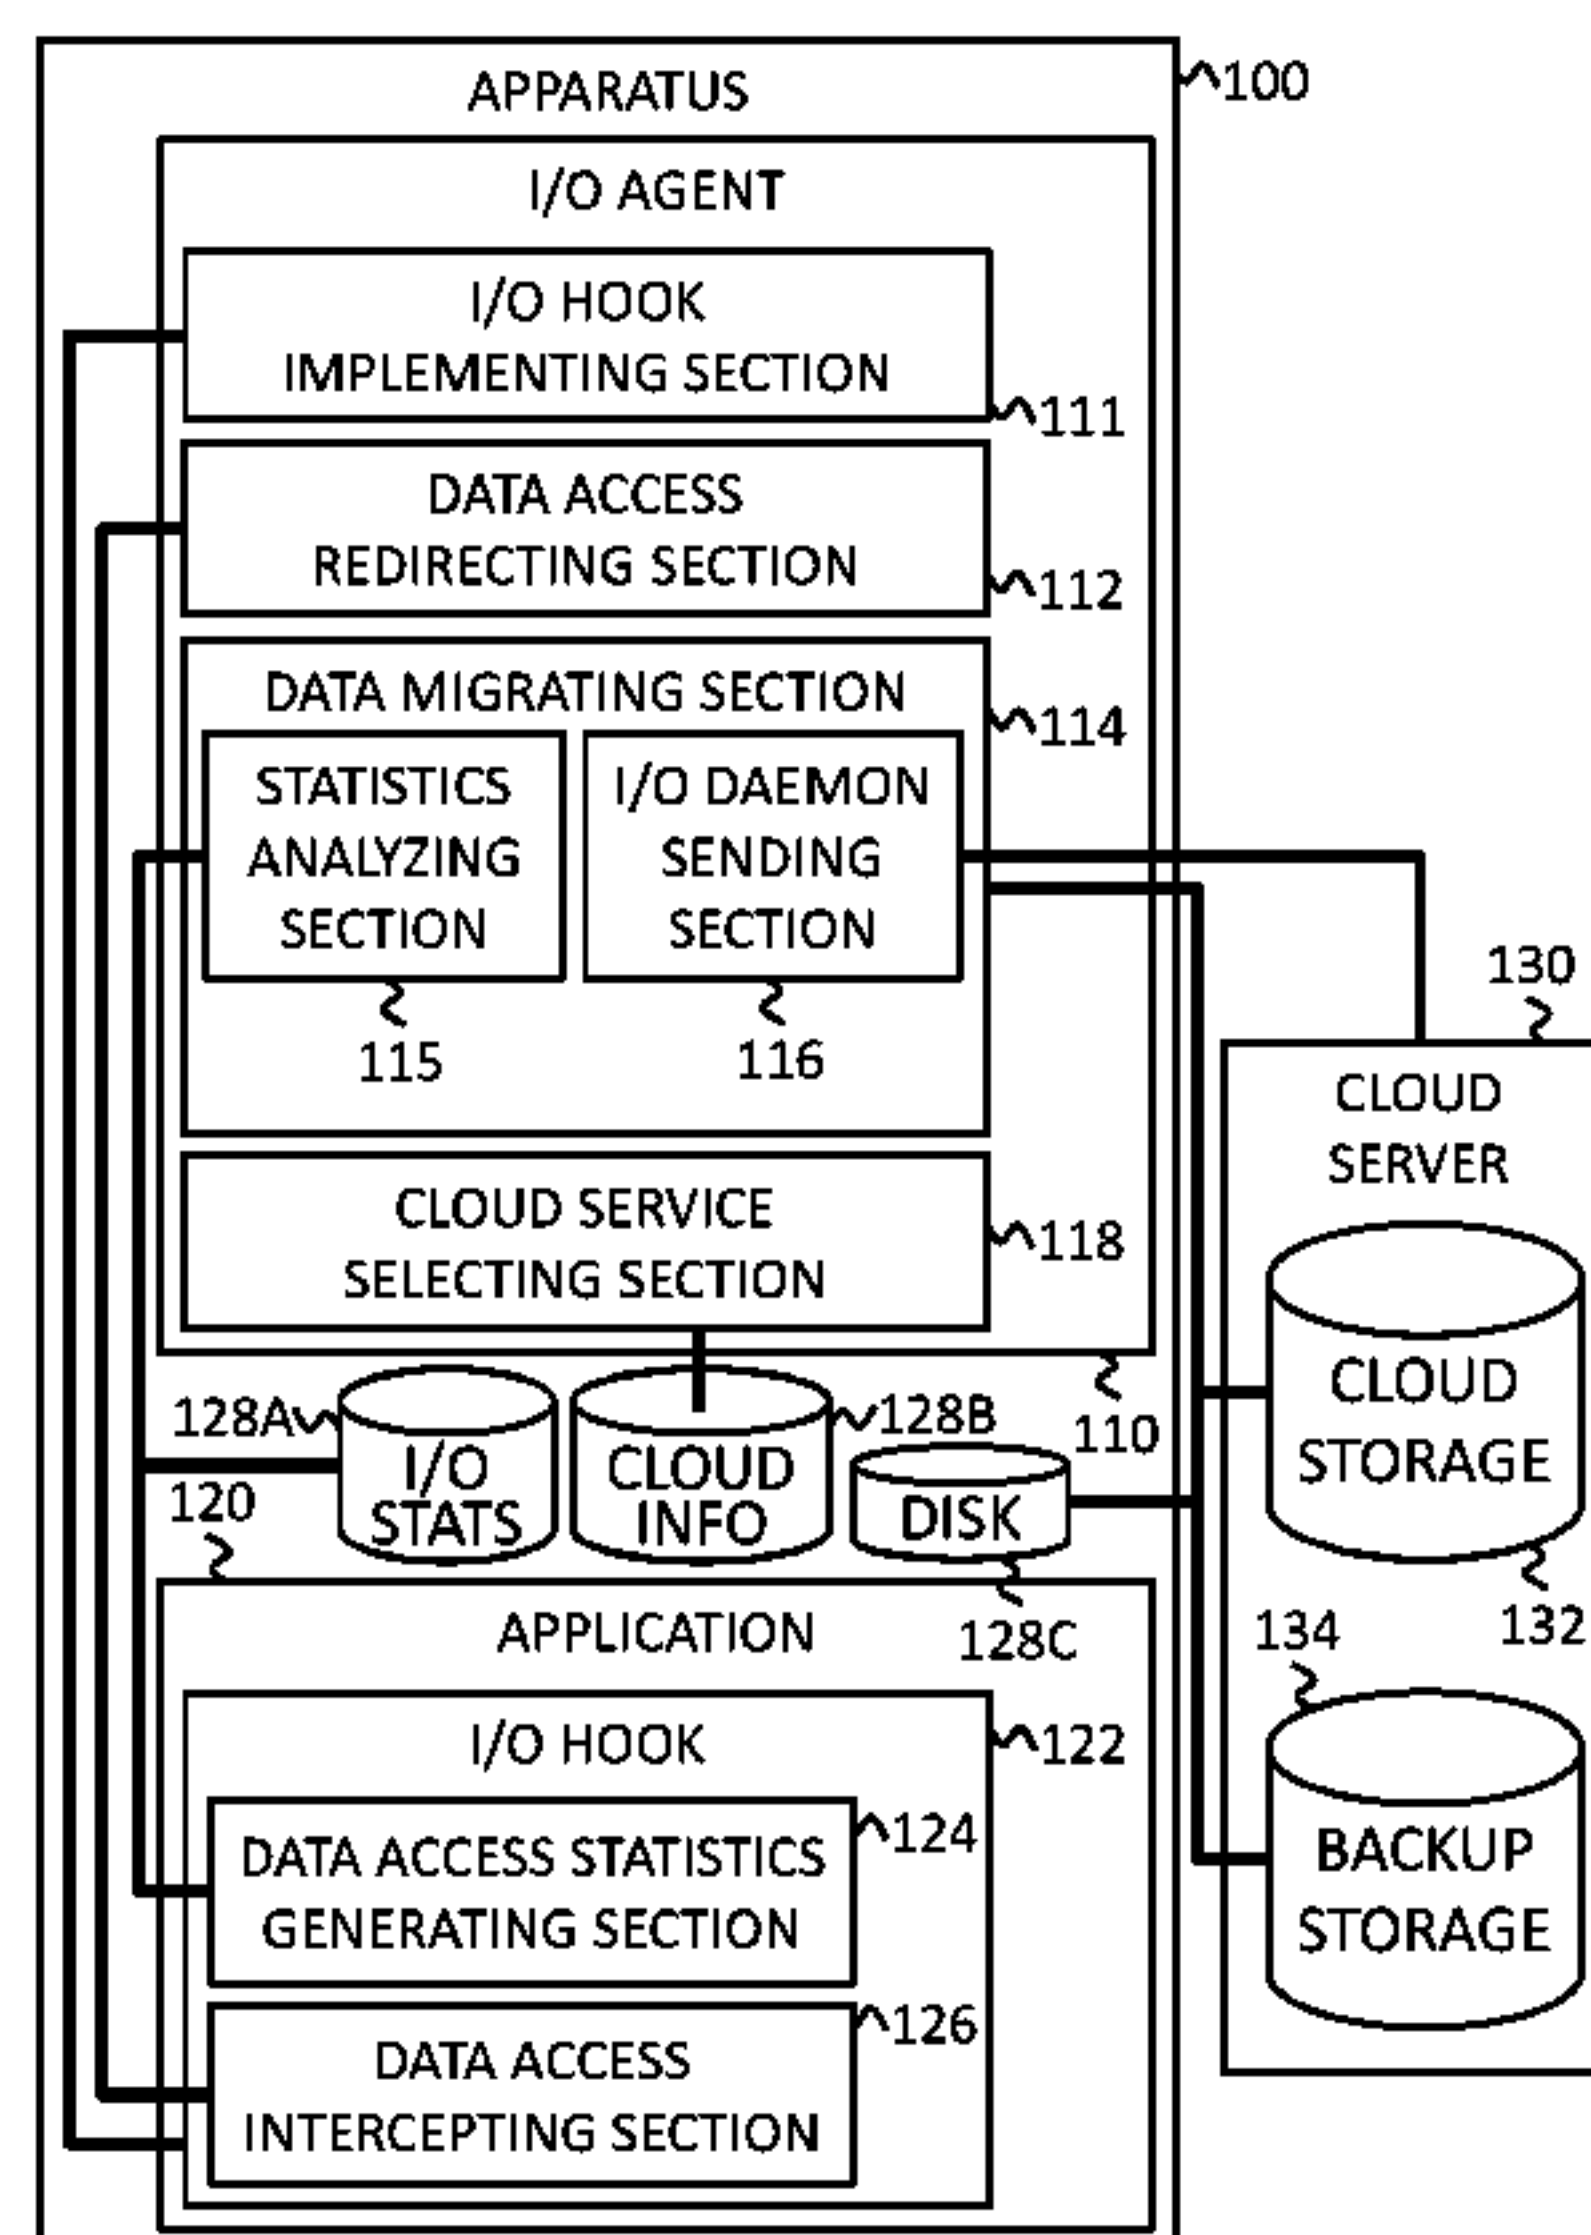 APPARATUS
100
I/O AGENT
I/O HOOK
IMPLEMENTING SECTION
111
DATA ACCESS
REDIRECTING SECTION
112
DATA MIGRATING SECTION
114
STATISTICS
ANALYZING
SECTION
115
I/O DAEMON
SENDING
SECTION
116
CLOUD SERVICE
SELECTING SECTION
118
110
128A
I/O
STATS
CLOUD
INFO
128B
DISK
128C
120
APPLICATION
I/O HOOK
122
DATA ACCESS STATISTICS
GENERATING SECTION
124
DATA ACCESS
INTERCEPTING SECTION
126
130
CLOUD
SERVER
CLOUD
STORAGE
132
134
BACKUP
STORAGE